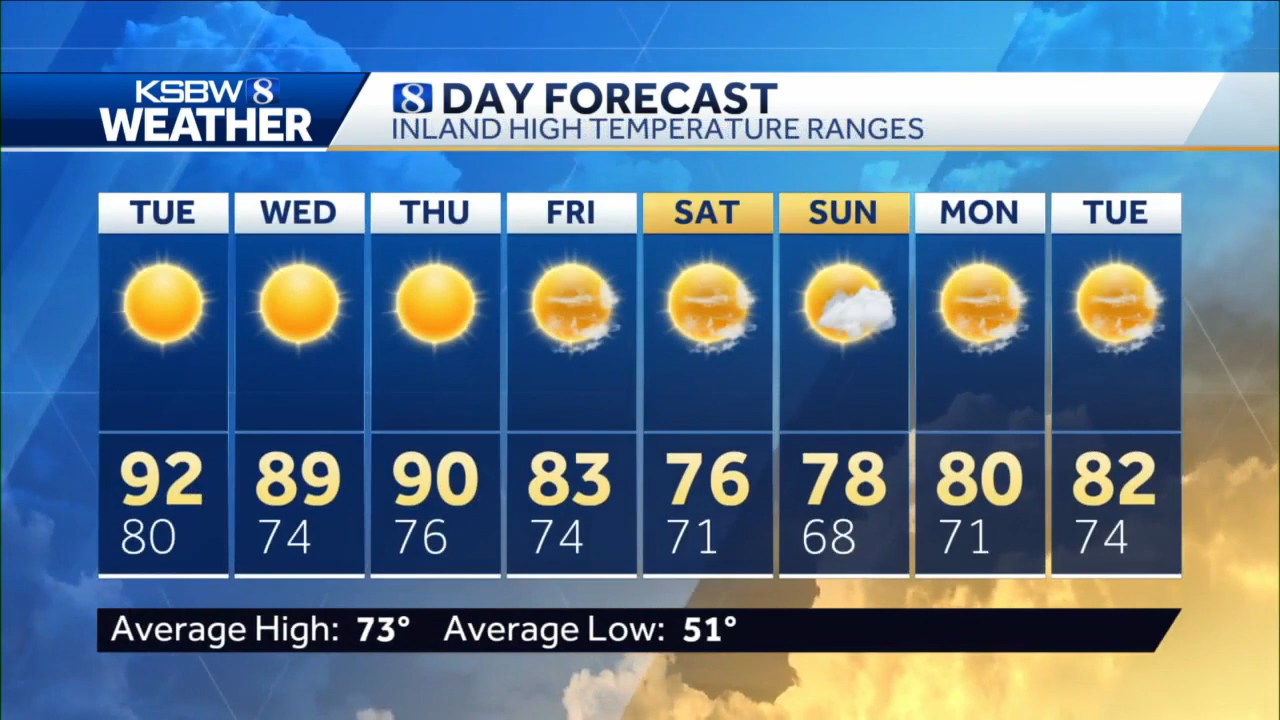 KSBW 8
WEATHER
8 DAY FORECAST
INLAND HIGH TEMPERATURE RANGES
TUE WED THU FRI SAT SUN MON TUE
92 89 90 83 76 78 80 82
80 74 76 74 71 68 71 74
Average High: 73° Average Low: 51°